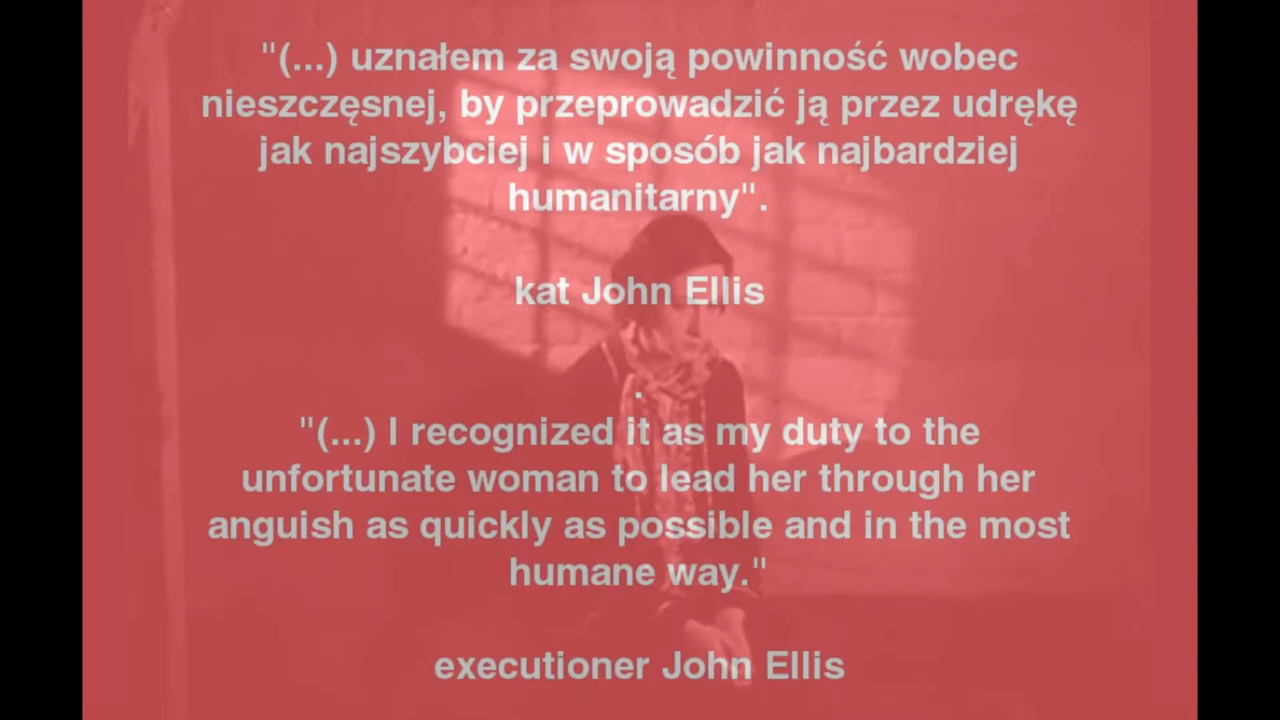 "(...) uznałem za swoją powinność wobec
nieszczęsnej, by przeprowadzić ją przez udrękę
jak najszybciej i w sposób jak najbardziej
humanitarny".
kat John Ellis
.
"(...) I recognized it as my duty to the
unfortunate woman to lead her through her
anguish as quickly as possible and in the most
humane way."
executioner John Ellis